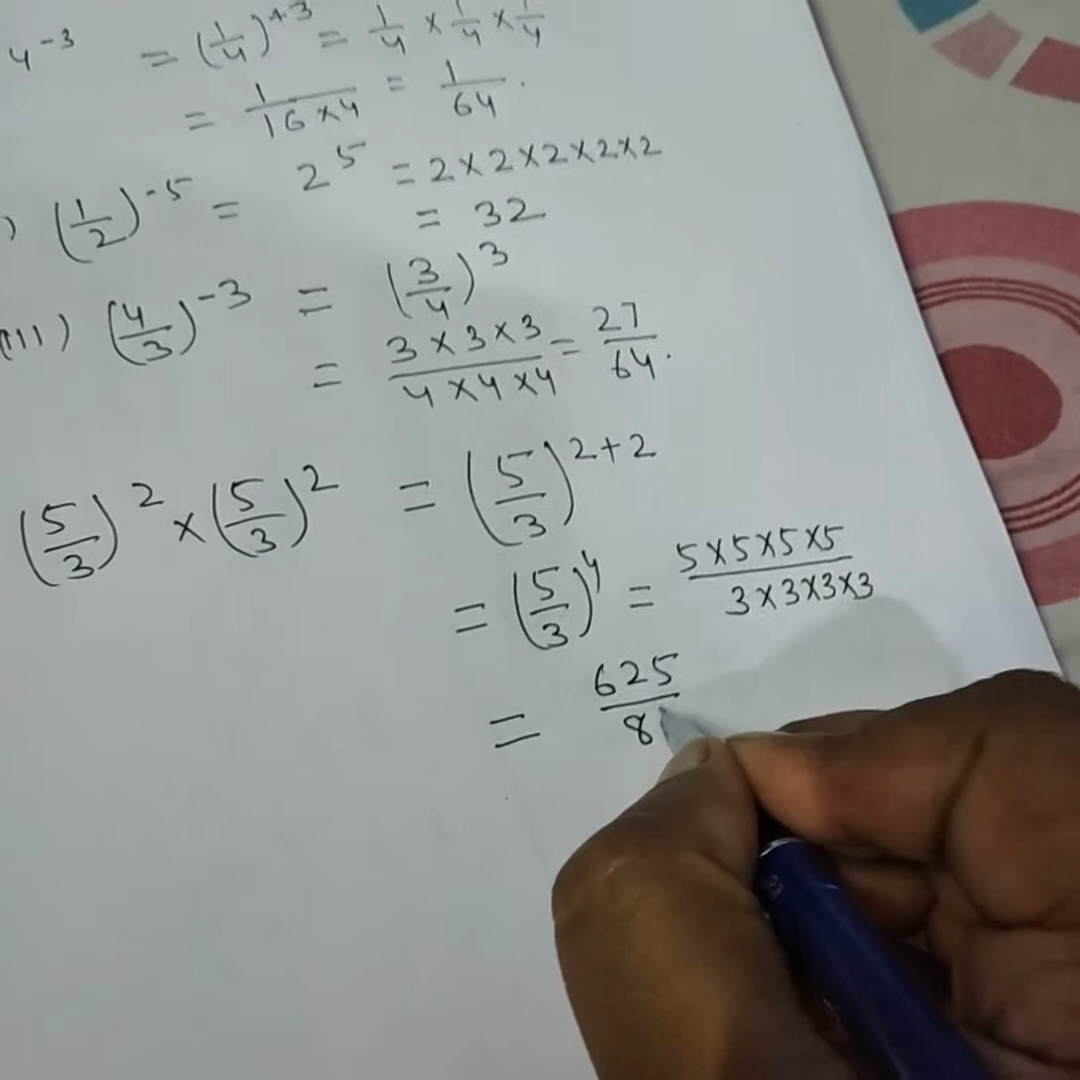 4⁻³ = (1/4)⁺³ = 1/4 × 1/4 × 1/4
= 1/(16×4) = 1/64.
) (1/2)⁻⁵ = 2⁵ = 2×2×2×2×2
= 32
(iii) (4/3)⁻³ = (3/4)³
= (3×3×3)/(4×4×4) = 27/64.
(5/3)² × (5/3)² = (5/3)²⁺²
= (5/3)⁴ = (5×5×5×5)/(3×3×3×3)
= 625/8